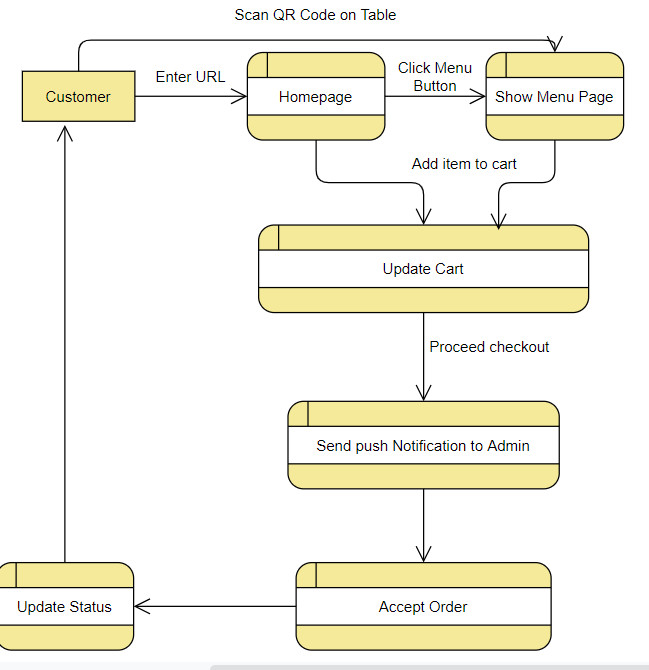 Scan QR Code on Table
Customer
Enter URL
Homepage
Click Menu
Button
Show Menu Page
Add item to cart
Update Cart
Proceed checkout
Send push Notification to Admin
Update Status
Accept Order